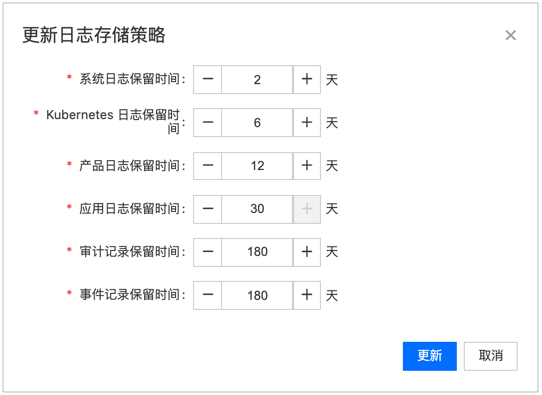 更新日志存储策略
* 系统日志保留时间: 2 天
* Kubernetes 日志保留时
间: 6 天
* 产品日志保留时间: 12 天
* 应用日志保留时间: 30 天
* 审计记录保留时间: 180 天
* 事件记录保留时间: 180 天
更新 取消